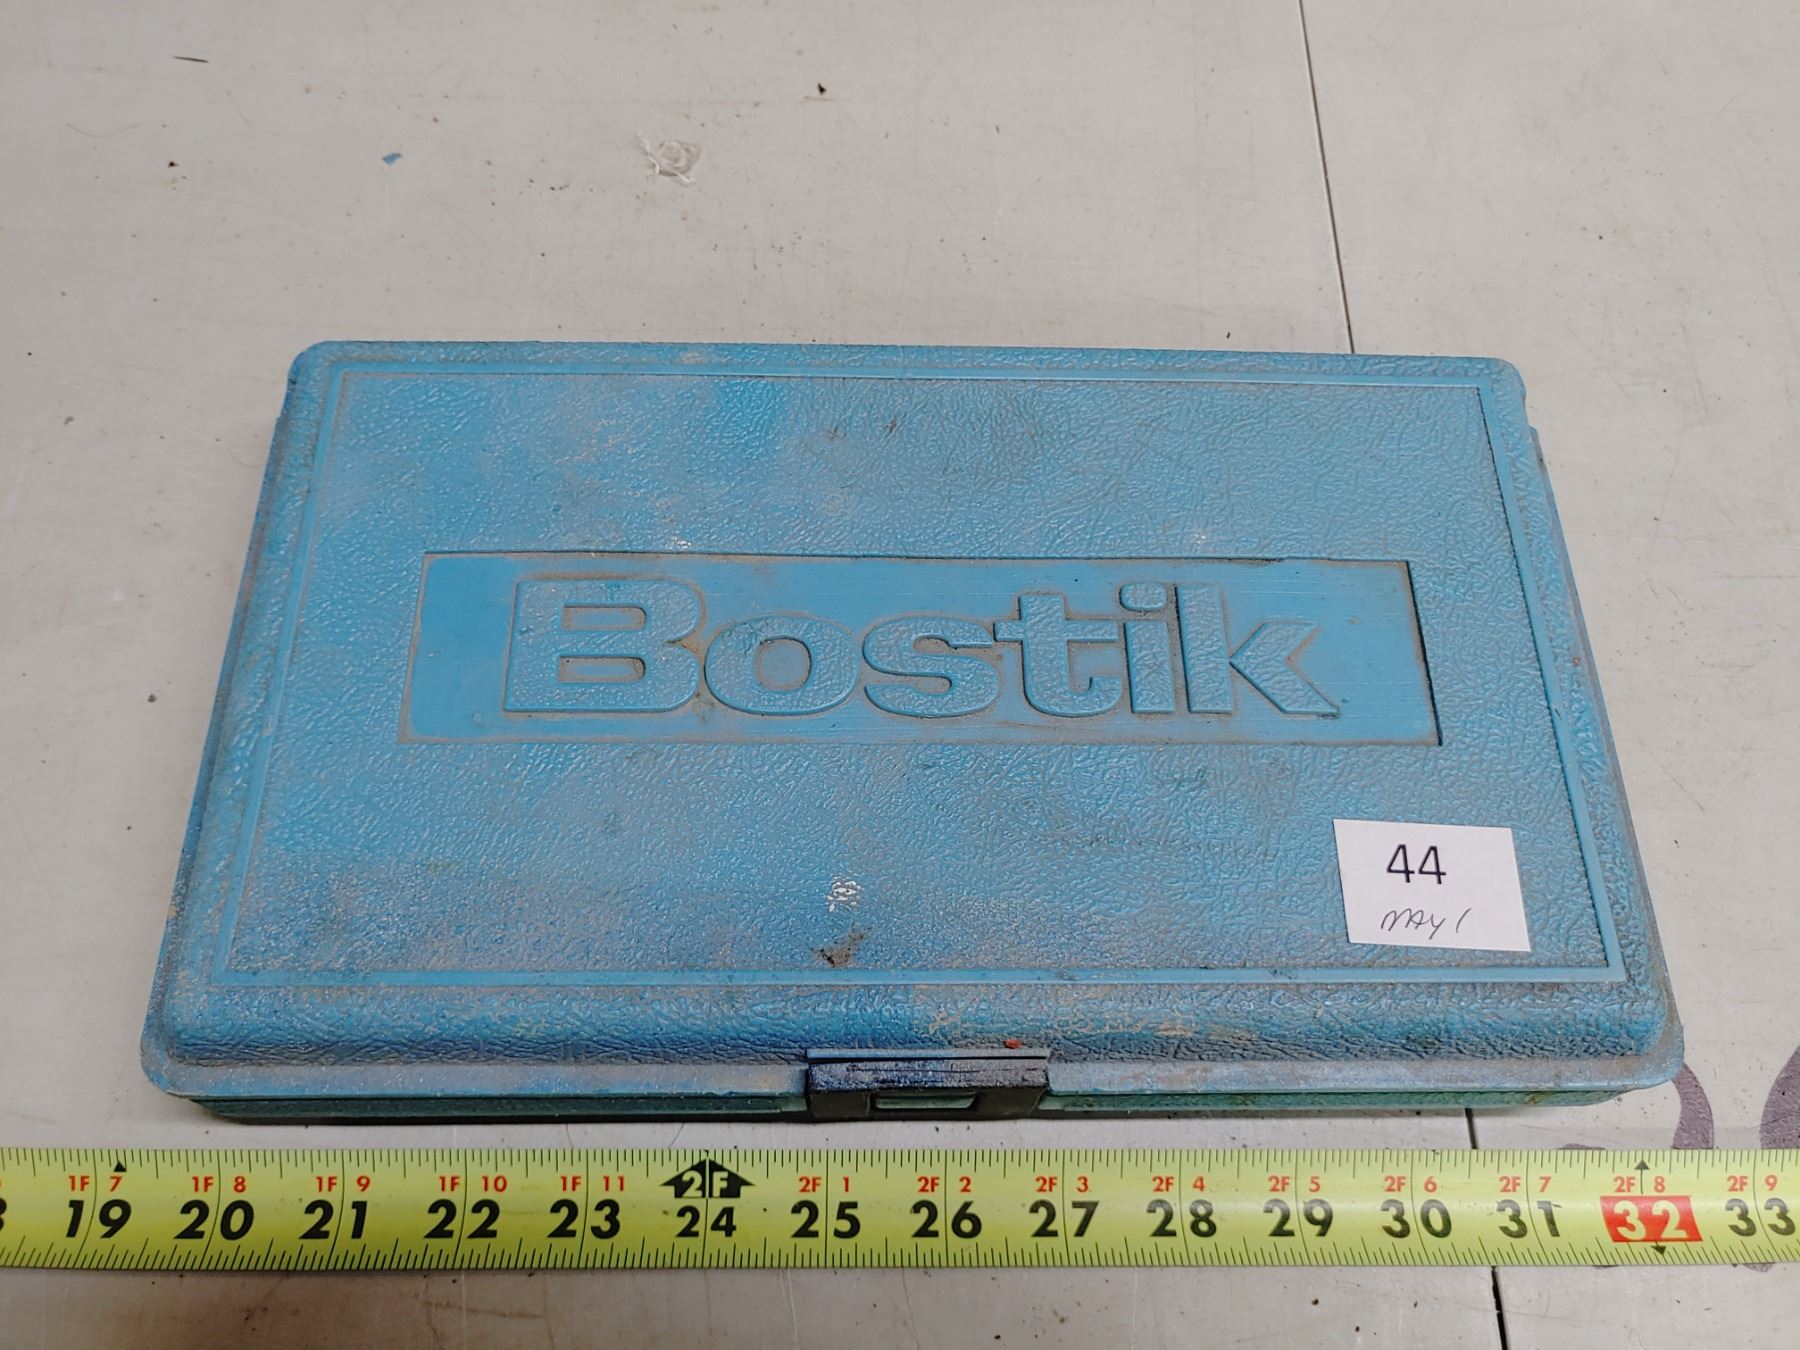 Bostik
44
MAY 1
1F 7 1F 8 1F 9 1F 10 1F 11 2F 2F 1 2F 2 2F 3 2F 4 2F 5 2F 6 2F 7 2F 8 2F 9
19 20 21 22 23 24 25 26 27 28 29 30 31 32 33